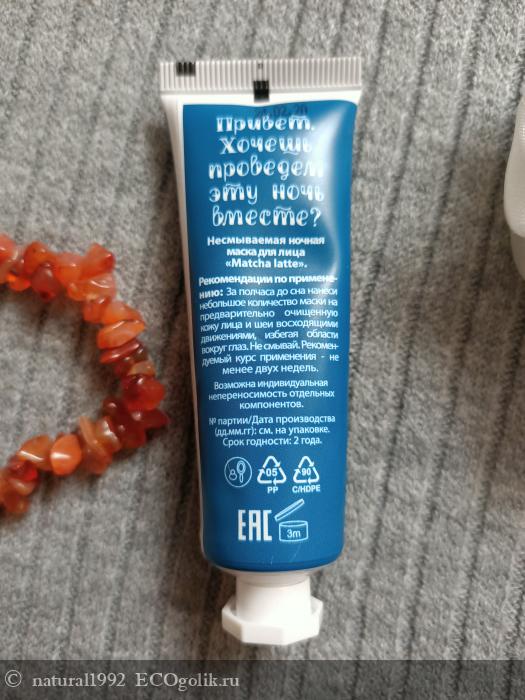 Привет.
Хочешь
проведем
эту ночь
вместе?
Несмываемая ночная
маска для лица
«Matcha latte».
Рекомендации по примене-
нию: За полчаса до сна нанеси
небольшое количество маски на
предварительно очищенную
кожу лица и шеи восходящими
движениями, избегая области
вокруг глаз. Не смывай. Рекомен-
дуемый курс применения - не
менее двух недель.
Возможна индивидуальная
непереносимость отдельных
компонентов.
№ партии/Дата производства
(дд.мм.гг): см. на упаковке.
Срок годности: 2 года.
05 90
PP C/HDPE
EAC 3m
natural1992 ECOgolik.ru